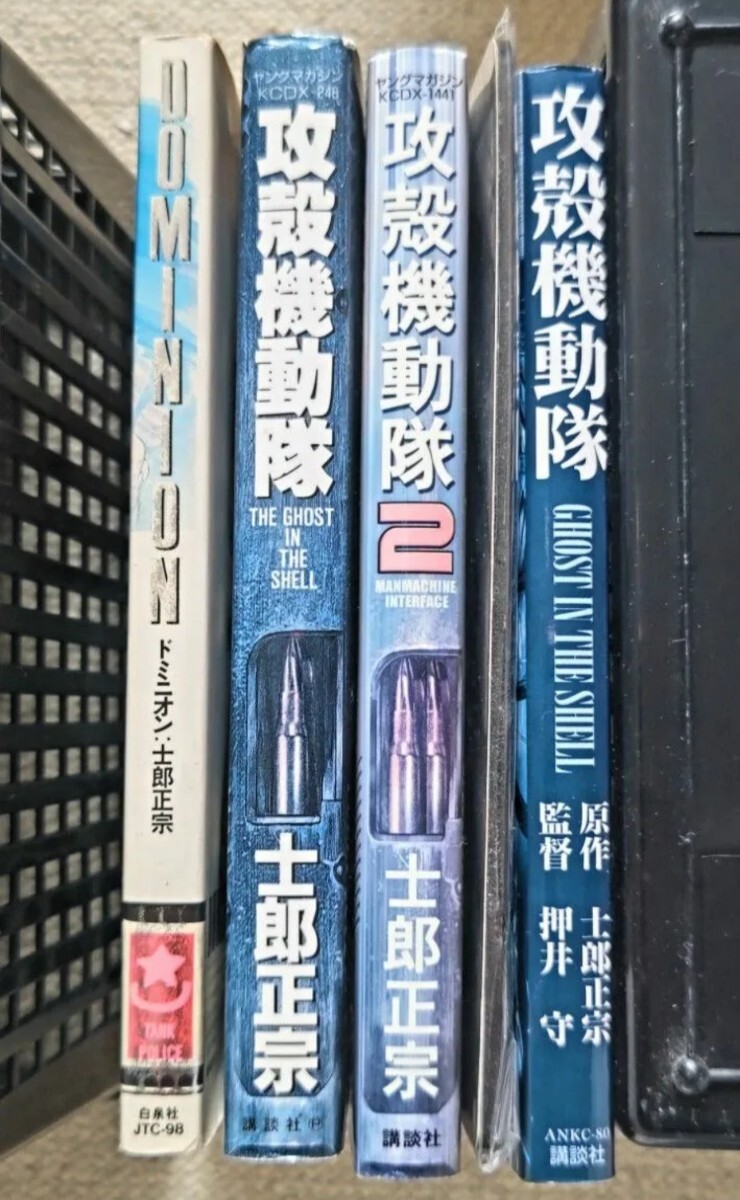 DOMINION
ドミニオン:士郎正宗
TANK
POLICE
白泉社
JTC-98
ヤングマガジン
KCDX-248
攻殻機動隊
THE GHOST
IN
THE
SHELL
士郎正宗
講談社
ヤングマガジン
KCDX-1441
攻殻機動隊
2
MANMACHINE
INTERFACE
士郎正宗
講談社
攻殻機動隊
GHOST IN THE SHELL
原作 士郎正宗
監督 押井 守
ANKC-80
講談社